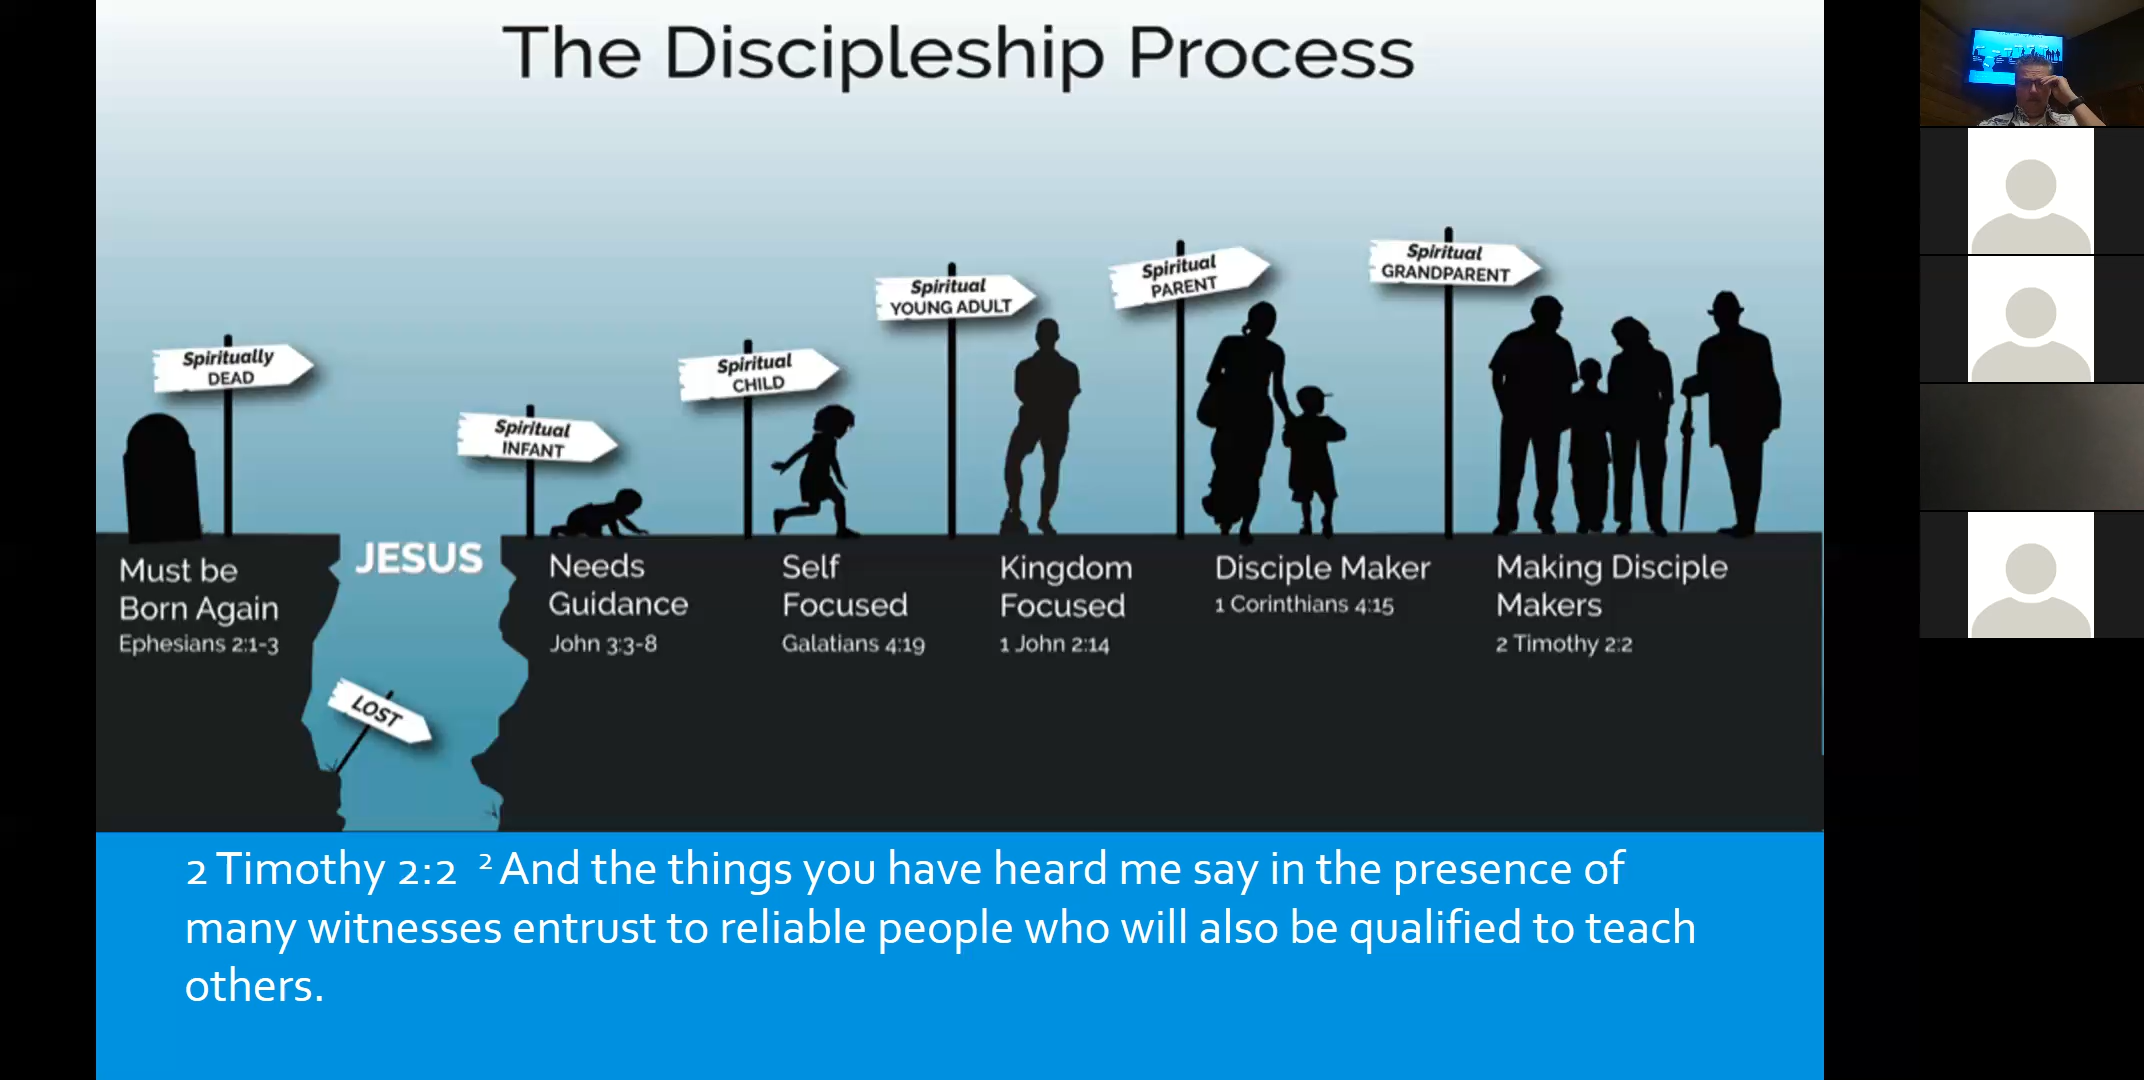 The Discipleship Process
Spiritually
DEAD
Spiritual
INFANT
Spiritual
CHILD
Spiritual
YOUNG ADULT
Spiritual
PARENT
Spiritual
GRANDPARENT
JESUS
LOST
Must be
Born Again
Ephesians 2:1-3
Needs
Guidance
John 3:3-8
Self
Focused
Galatians 4:19
Kingdom
Focused
1 John 2:14
Disciple Maker
1 Corinthians 4:15
Making Disciple
Makers
2 Timothy 2:2
2 Timothy 2:2 ² And the things you have heard me say in the presence of
many witnesses entrust to reliable people who will also be qualified to teach
others.